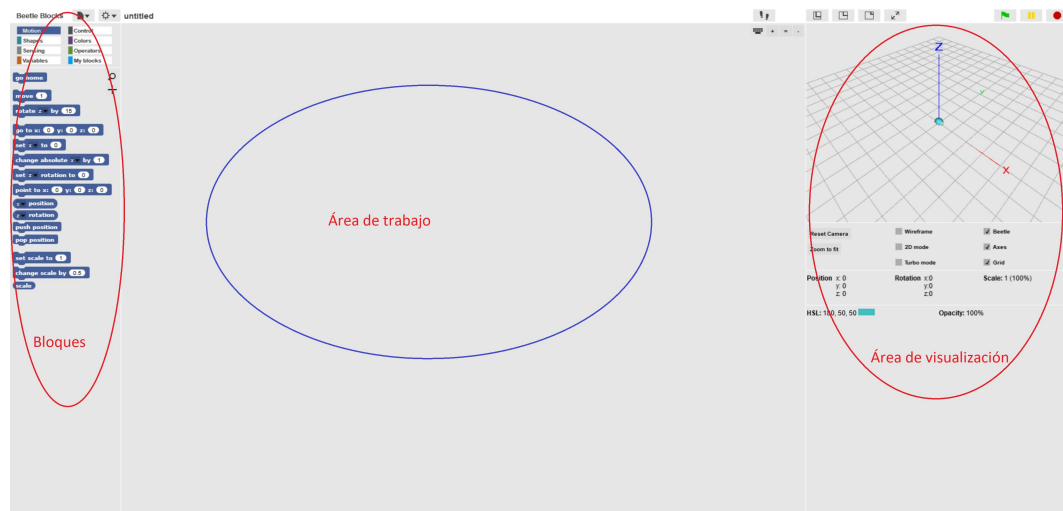 Beetle Blocks untitled
Motion Control
Shapes Colors
Sensing Operators
Variables My blocks
go home
move 1
rotate z by 15
go to x: 0 y: 0 z: 0
set z to 0
change absolute z by 1
set z rotation to 0
point to x: 0 y: 0 z: 0
z position
z rotation
push position
pop position
set scale to 1
change scale by 0.5
scale
Bloques
Área de trabajo
Z
Y
X
Reset Camera Wireframe Beetle
Zoom to fit 2D mode Axes
Turbo mode Grid
Position x: 0 Rotation x:0 Scale: 1 (100%)
y: 0 y:0
z: 0 z:0
HSL: 180, 50, 50 Opacity: 100%
Área de visualización